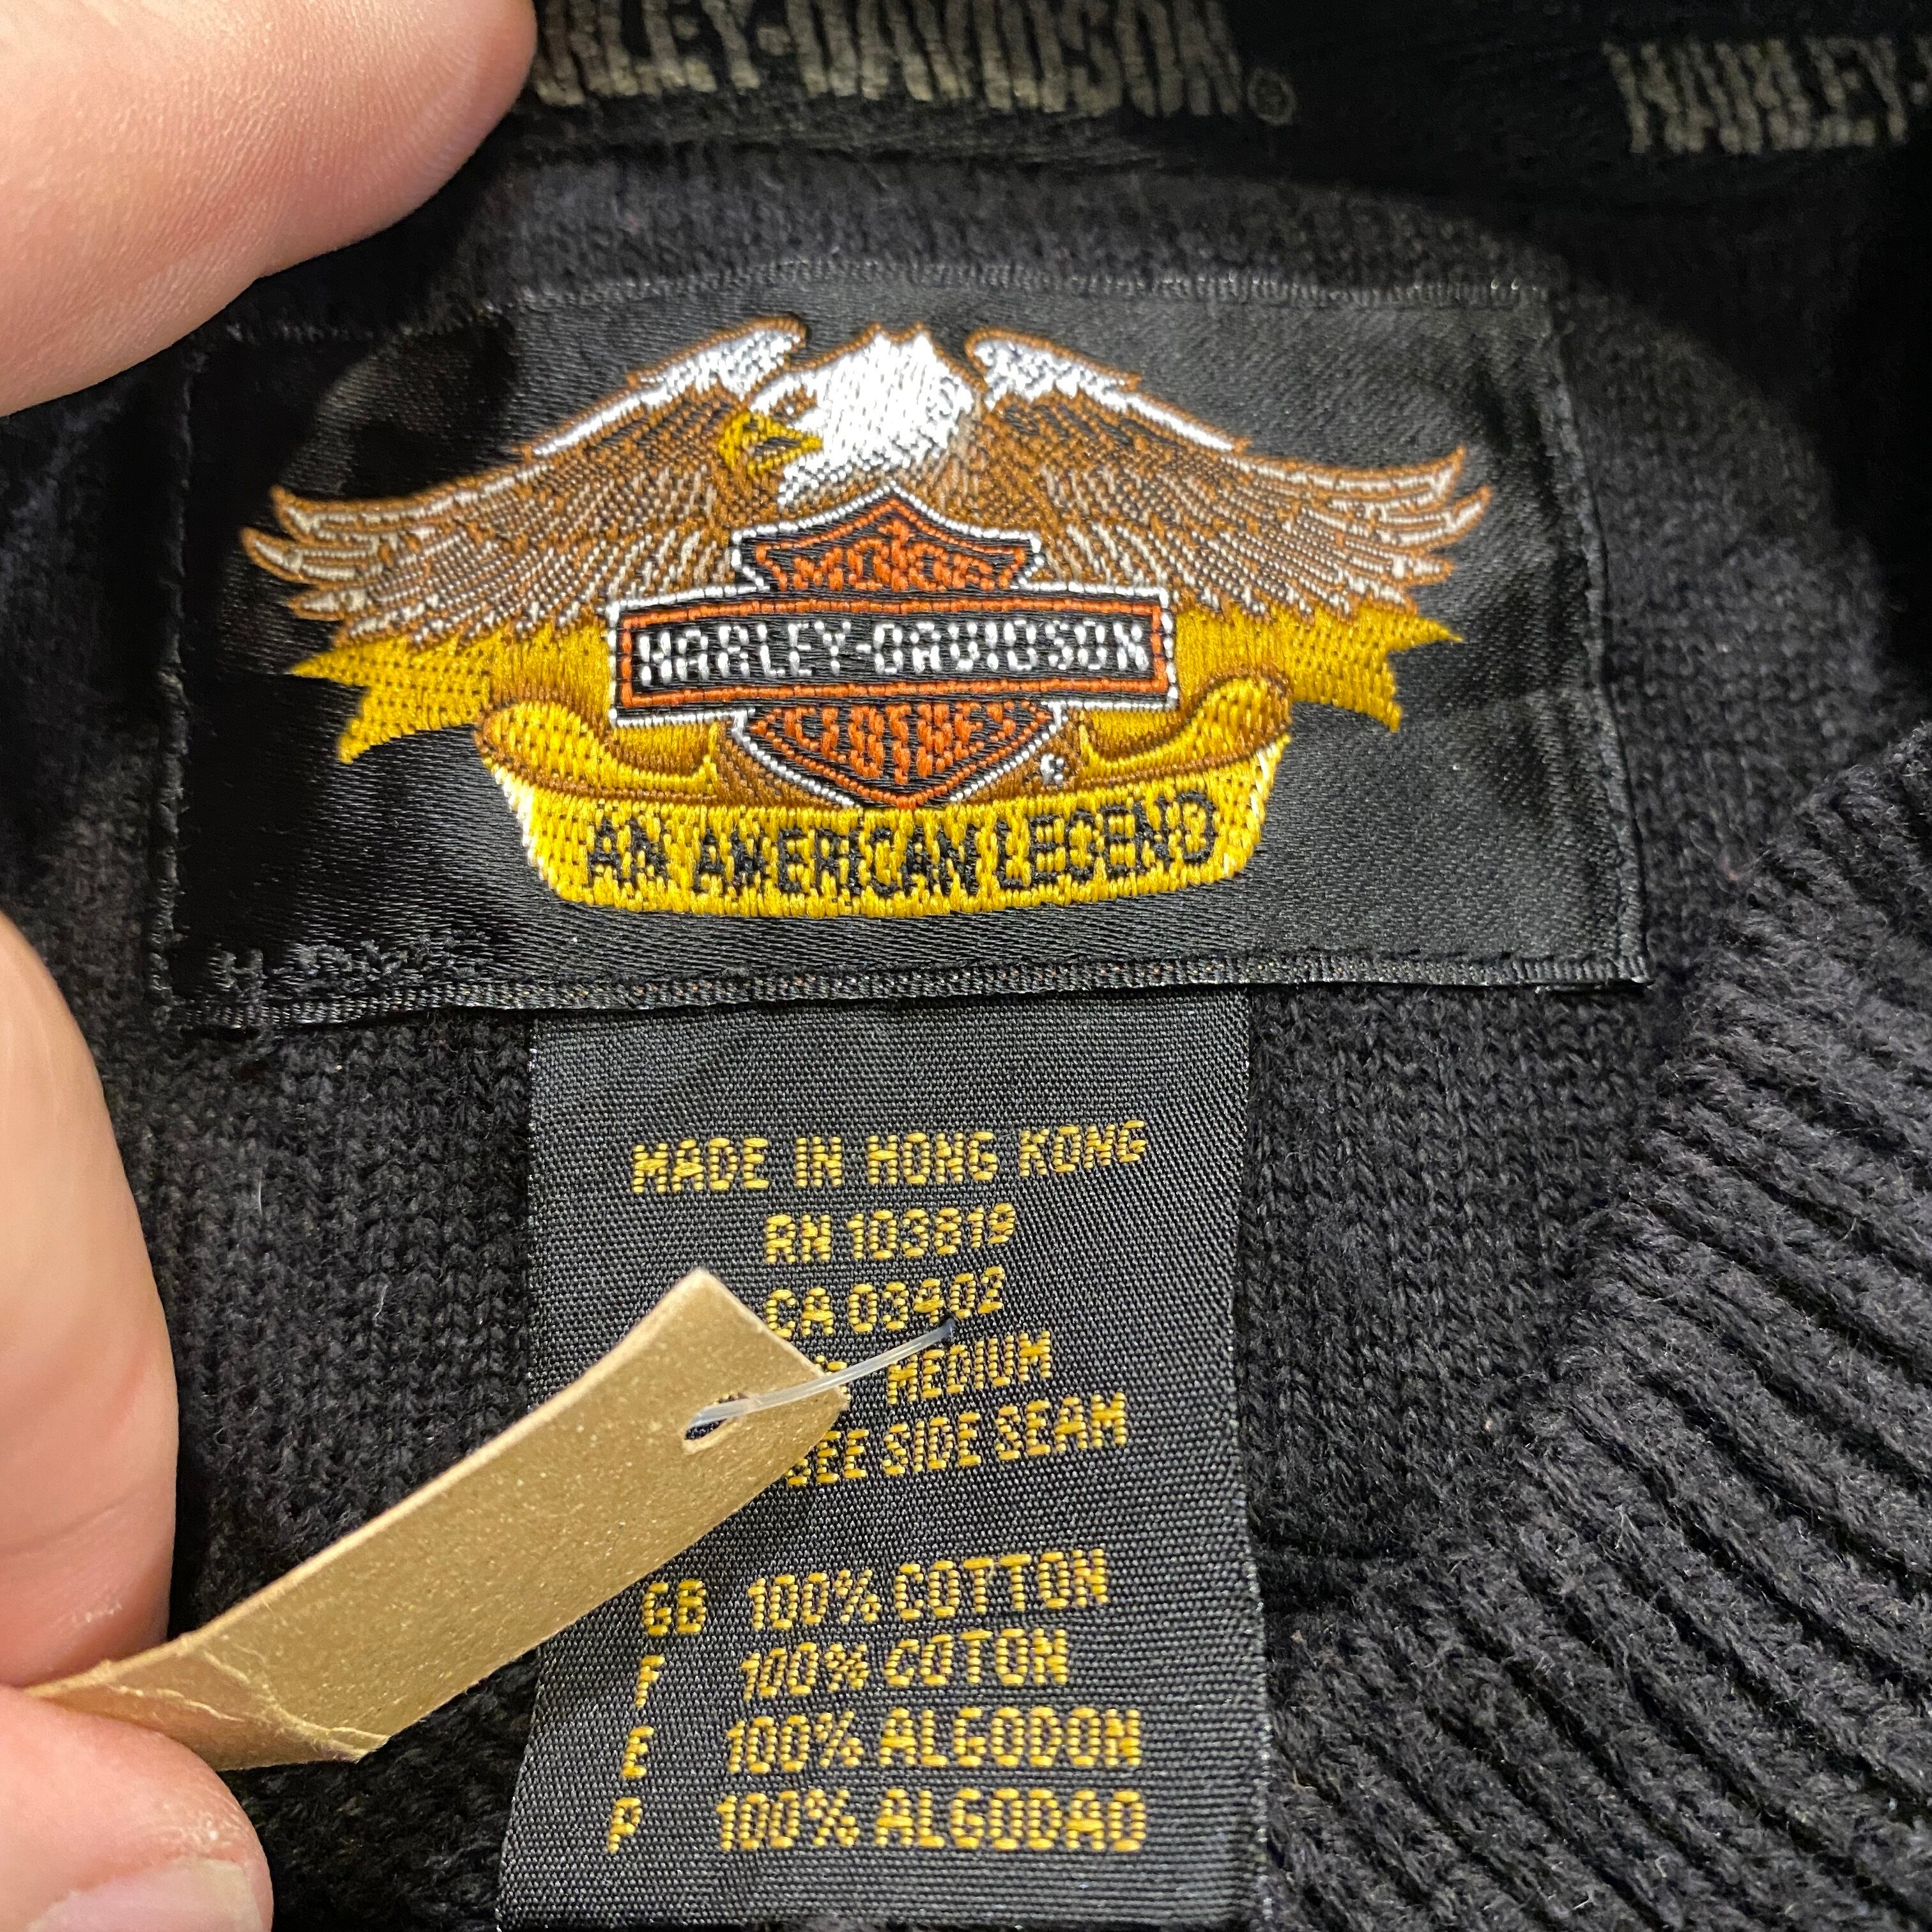 HARLEY-DAVIDSON®
HARLEY-
MOTOR
HARLEY-DAVIDSON
CLOTHES
®
AN AMERICAN LEGEND
MADE IN HONG KONG
RN 103819
CA 03402
MEDIUM
SEE SIDE SEAM
GB 100% COTTON
F 100% COTON
E 100% ALGODON
P 100% ALGODAO